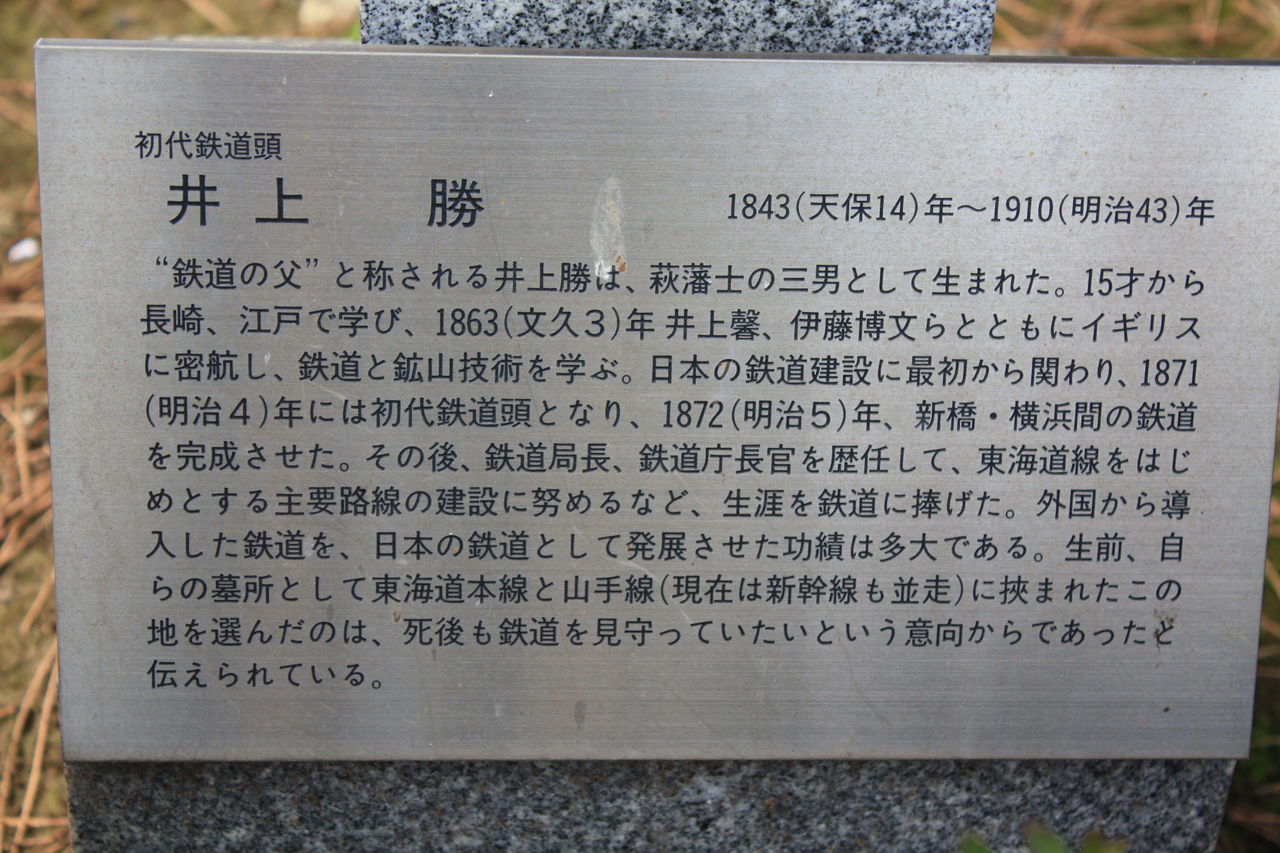 初代鉄道頭
井上 勝
1843(天保14)年〜1910(明治43)年
“鉄道の父”と称される井上勝は、萩藩士の三男として生まれた。15才から
長崎、江戸で学び、1863(文久3)年 井上馨、伊藤博文らとともにイギリス
に密航し、鉄道と鉱山技術を学ぶ。日本の鉄道建設に最初から関わり、1871
(明治4)年には初代鉄道頭となり、1872(明治5)年、新橋・横浜間の鉄道
を完成させた。その後、鉄道局長、鉄道庁長官を歴任して、東海道線をはじ
めとする主要路線の建設に努めるなど、生涯を鉄道に捧げた。外国から導
入した鉄道を、日本の鉄道として発展させた功績は多大である。生前、自
らの墓所として東海道本線と山手線(現在は新幹線も並走)に挾まれたこの
地を選んだのは、死後も鉄道を見守っていたいという意向からであったと
伝えられている。